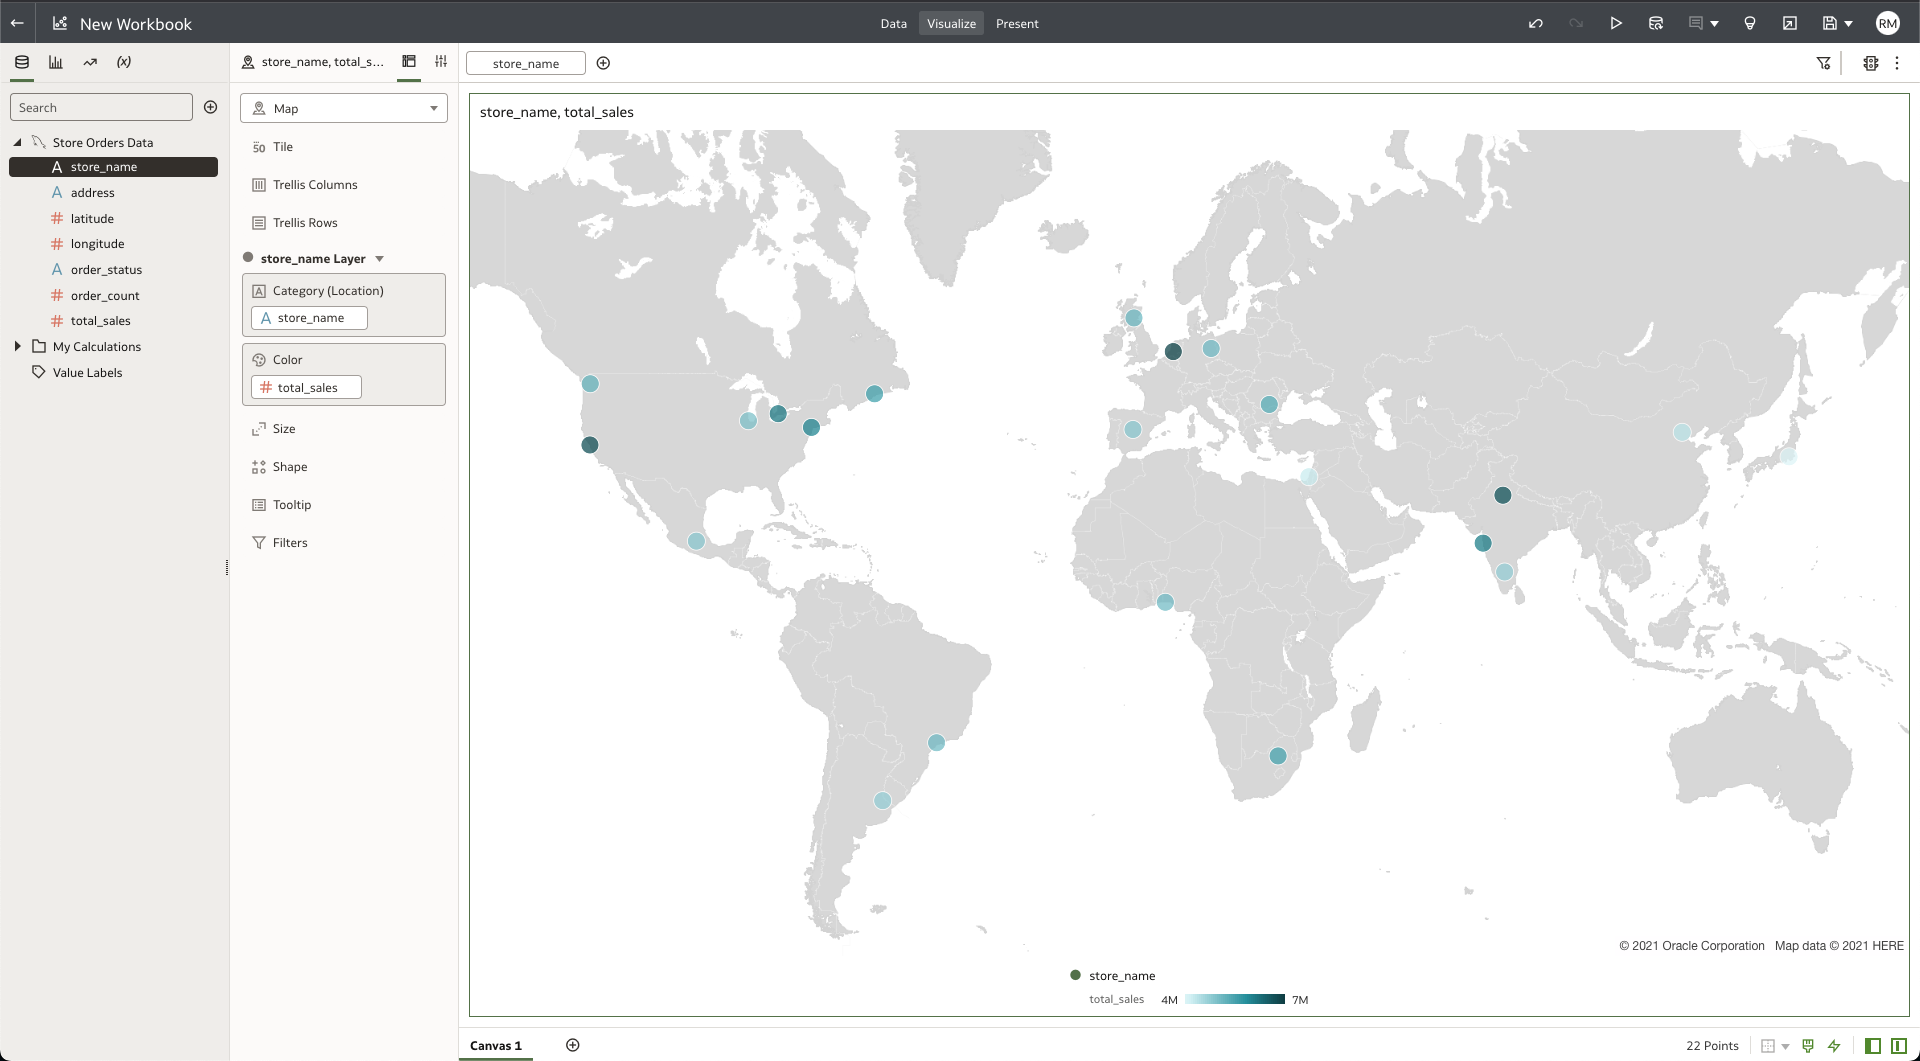 New Workbook
Data
Visualize
Present
RM
(x)
store_name, total_s...
store_name
Search
Store Orders Data
A store_name
A address
# latitude
# longitude
A order_status
# order_count
# total_sales
My Calculations
Value Labels
Map
50 Tile
Trellis Columns
Trellis Rows
store_name Layer
A Category (Location)
A store_name
Color
# total_sales
Size
Shape
Tooltip
Filters
store_name, total_sales
© 2021 Oracle Corporation Map data © 2021 HERE
store_name
total_sales 4M 7M
Canvas 1
22 Points